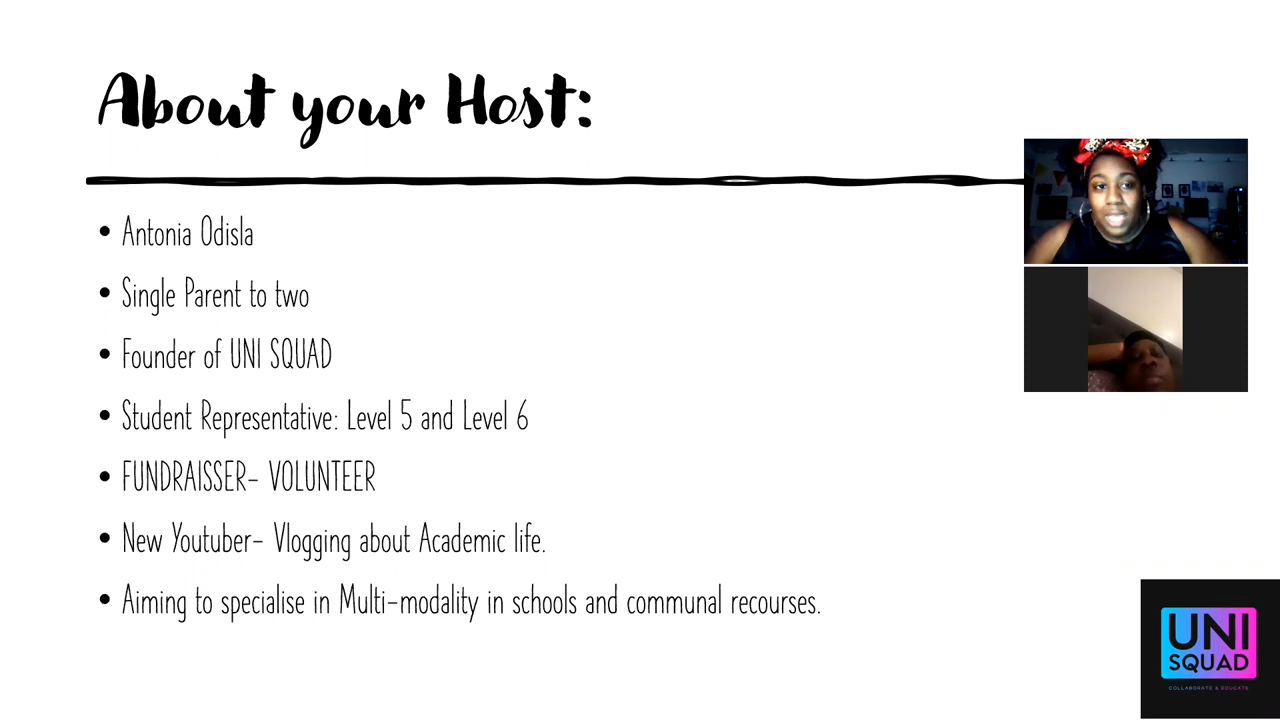 About your Host:
• Antonia Odisla
• Single Parent to two
• Founder of UNI SQUAD
• Student Representative: Level 5 and Level 6
• FUNDRAISSER- VOLUNTEER
• New Youtuber- Vlogging about Academic life.
• Aiming to specialise in Multi-modality in schools and communal recourses.
UNI
SQUAD
COLLABORATE & EDUCATE